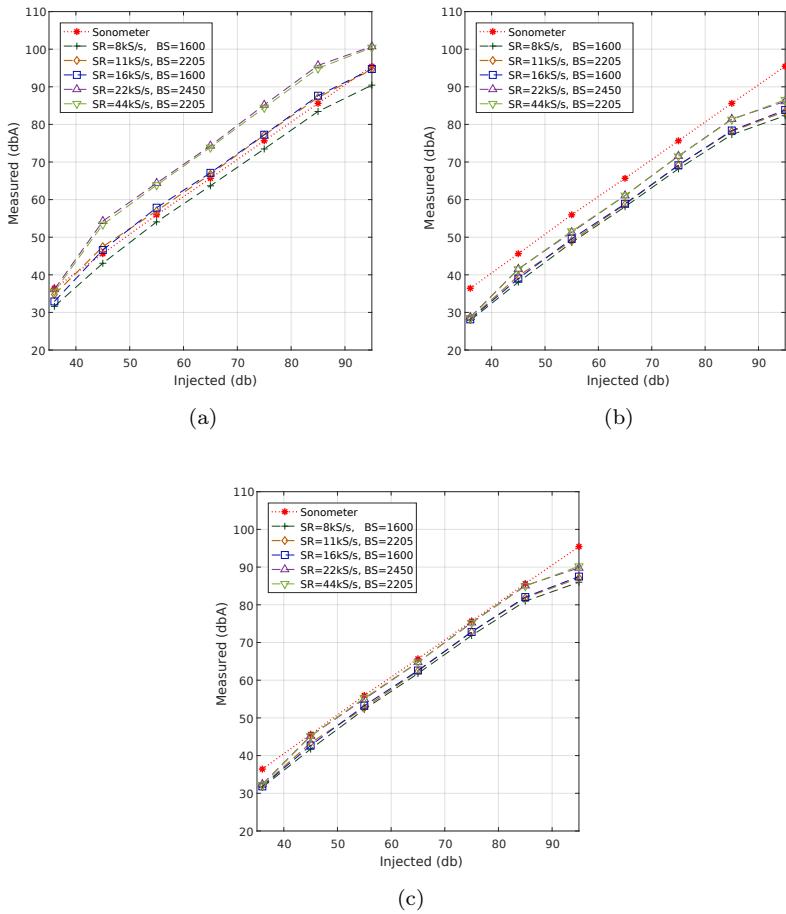 110
100
90
80
70
60
50
40
30
20
Measured (dbA)
Sonometer
SR=8kS/s, BS=1600
SR=11kS/s, BS=2205
SR=16kS/s, BS=1600
SR=22kS/s, BS=2450
SR=44kS/s, BS=2205
40 50 60 70 80 90
Injected (db)
(a)
110
100
90
80
70
60
50
40
30
20
Measured (dbA)
Sonometer
SR=8kS/s, BS=1600
SR=11kS/s, BS=2205
SR=16kS/s, BS=1600
SR=22kS/s, BS=2450
SR=44kS/s, BS=2205
40 50 60 70 80 90
Injected (db)
(b)
110
100
90
80
70
60
50
40
30
20
Measured (dbA)
Sonometer
SR=8kS/s, BS=1600
SR=11kS/s, BS=2205
SR=16kS/s, BS=1600
SR=22kS/s, BS=2450
SR=44kS/s, BS=2205
40 50 60 70 80 90
Injected (db)
(c)